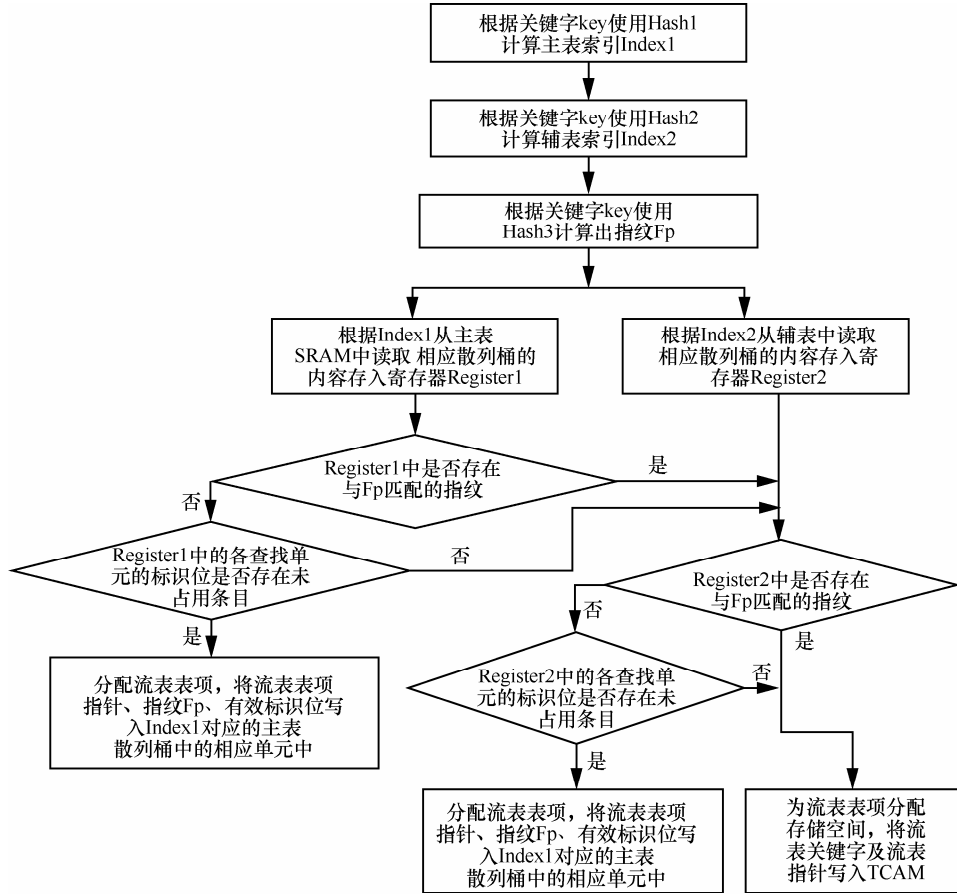 根据关键字key使用Hash1
计算主表索引Index1
根据关键字key使用Hash2
计算辅表索引Index2
根据关键字key使用
Hash3计算出指纹Fp
根据Index1从主表
SRAM中读取 相应散列桶的
内容存入寄存器Register1
根据Index2从辅表中读取
相应散列桶的内容存入寄
存器Register2
Register1中是否存在
与Fp匹配的指纹
是
否
Register1中的各查找单
元的标识位是否存在未
占用条目
否
是
Register2中是否存在
与Fp匹配的指纹
否
是
分配流表表项，将流表表项
指针、指纹Fp、有效标识位写
入Index1对应的主表
散列桶中的相应单元中
Register2中的各查找单
元的标识位是否存在未
占用条目
否
是
分配流表表项，将流表表项
指针、指纹Fp、有效标识位写
入Index1对应的主表
散列桶中的相应单元中
为流表表项分配
存储空间，将流
表关键字及流表
指针写入TCAM